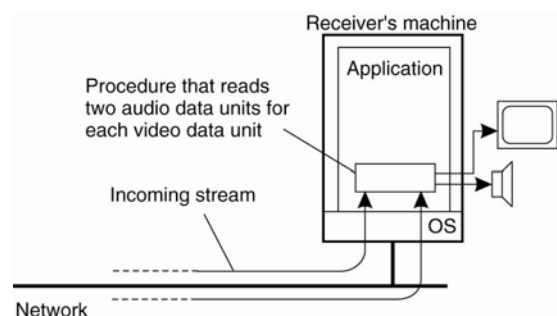 Receiver's machine
Application
Procedure that reads
two audio data units for
each video data unit
Incoming stream
OS
Network